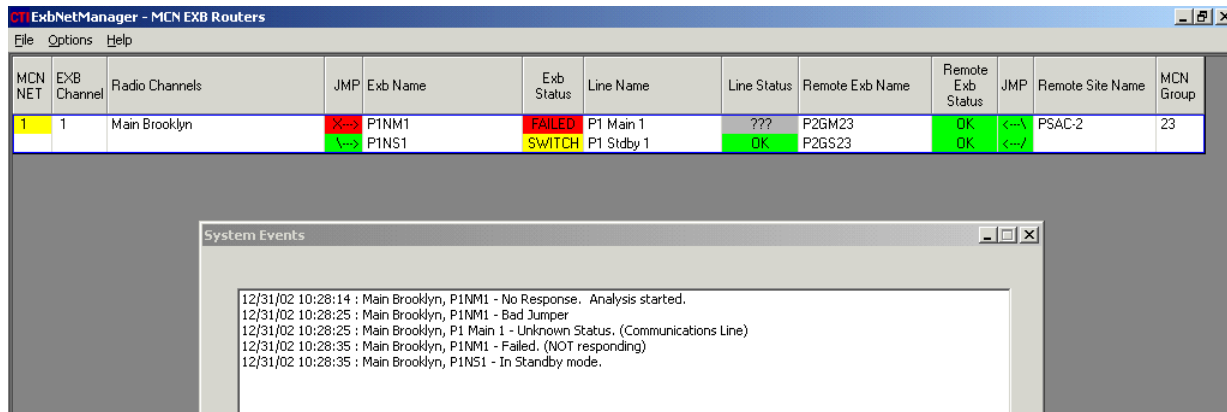 CTI ExbNetManager - MCN EXB Routers
File Options Help
MCN NET EXB Channel Radio Channels JMP Exb Name Exb Status Line Name Line Status Remote Exb Name Remote Exb Status JMP Remote Site Name MCN Group
1 1 Main Brooklyn X---> P1NM1 FAILED P1 Main 1 ??? P2GM23 OK <---\ PSAC-2 23
\---> P1NS1 SWITCH P1 Stdby 1 OK P2GS23 OK <---/
System Events
12/31/02 10:28:14 : Main Brooklyn, P1NM1 - No Response.  Analysis started.
12/31/02 10:28:25 : Main Brooklyn, P1NM1 - Bad Jumper
12/31/02 10:28:25 : Main Brooklyn, P1 Main 1 - Unknown Status. (Communications Line)
12/31/02 10:28:35 : Main Brooklyn, P1NM1 - Failed. (NOT responding)
12/31/02 10:28:35 : Main Brooklyn, P1NS1 - In Standby mode.